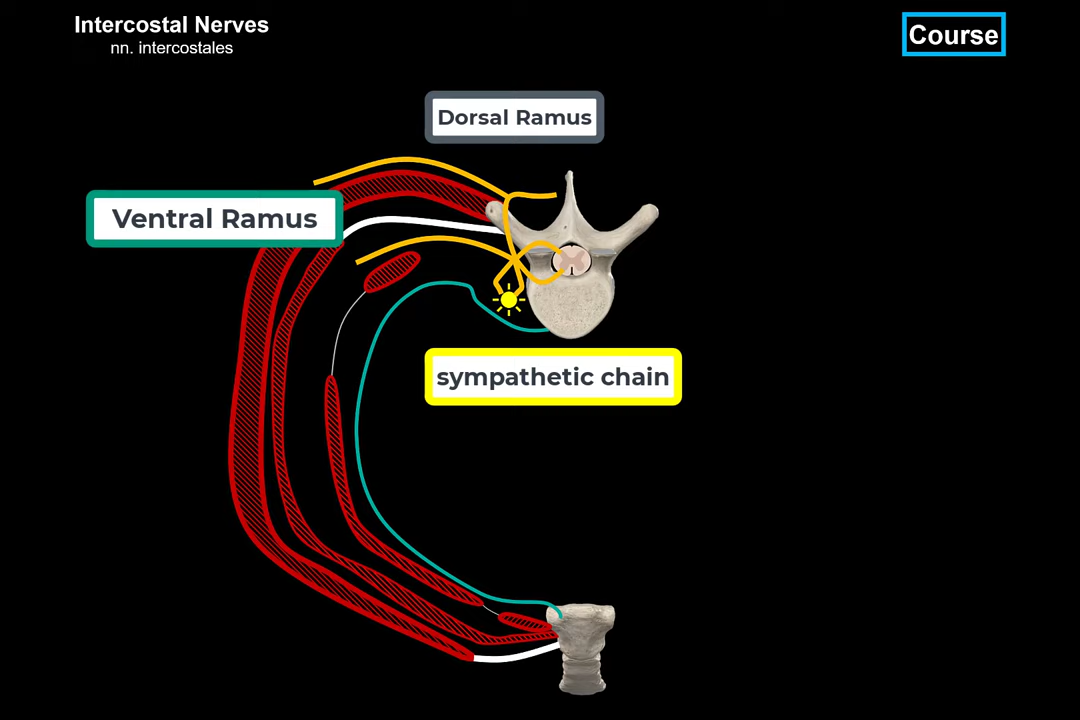 Intercostal Nerves
nn. intercostales
Course
Dorsal Ramus
Ventral Ramus
sympathetic chain